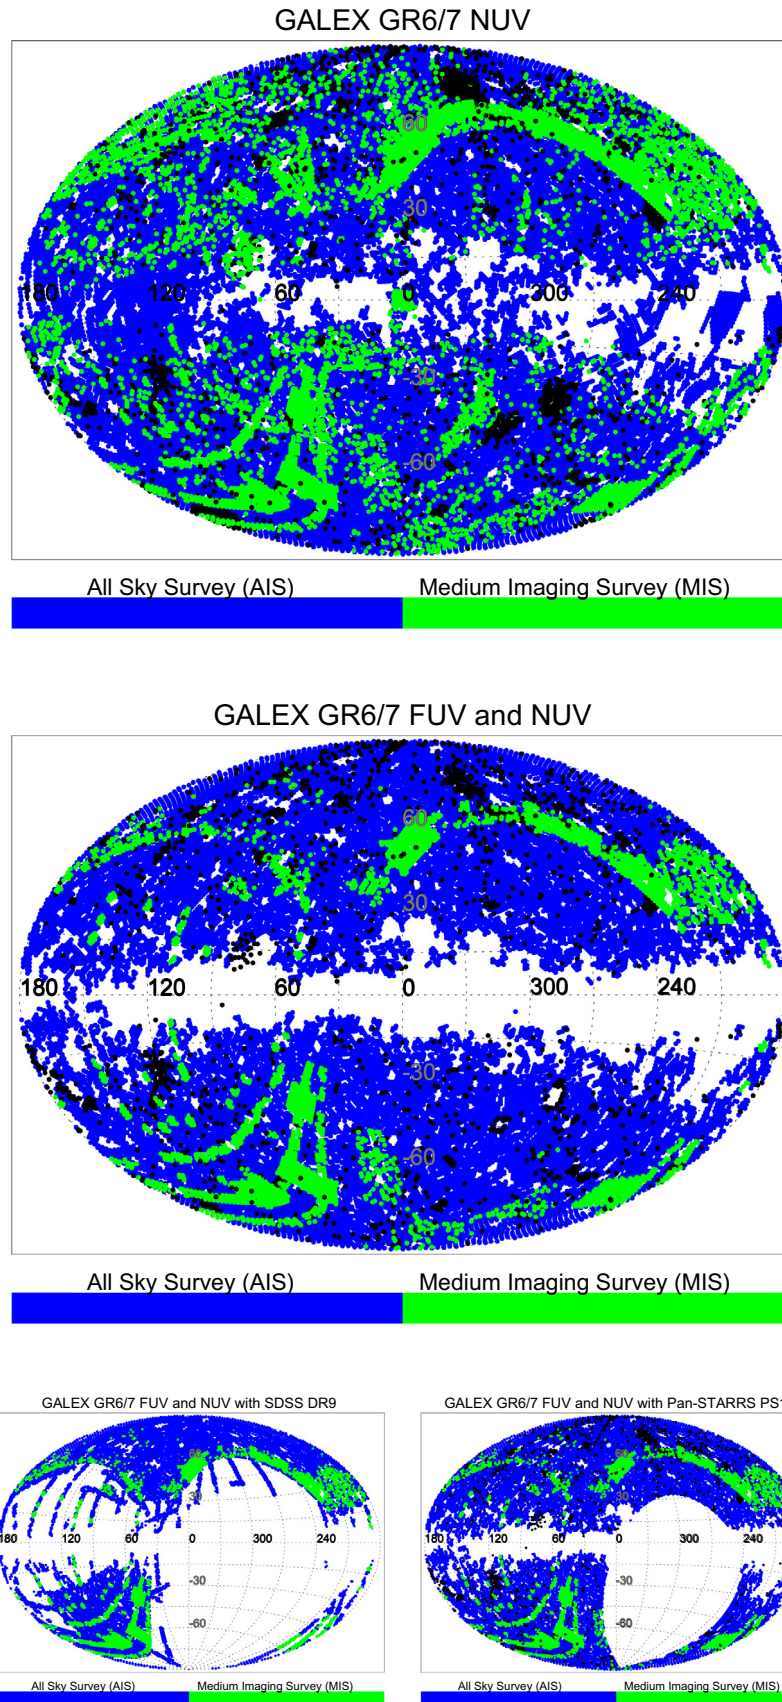 GALEX GR6/7 NUV
60
30
180 120 60 0 300 240
-30
-60
All Sky Survey (AIS) Medium Imaging Survey (MIS)
GALEX GR6/7 FUV and NUV
60
30
180 120 60 0 300 240
-30
-60
All Sky Survey (AIS) Medium Imaging Survey (MIS)
GALEX GR6/7 FUV and NUV with SDSS DR9
60
30
180 120 60 0 300 240
-30
-60
All Sky Survey (AIS) Medium Imaging Survey (MIS)
GALEX GR6/7 FUV and NUV with Pan-STARRS PS1
60
30
180 120 60 0 300 240
-30
-60
All Sky Survey (AIS) Medium Imaging Survey (MIS)